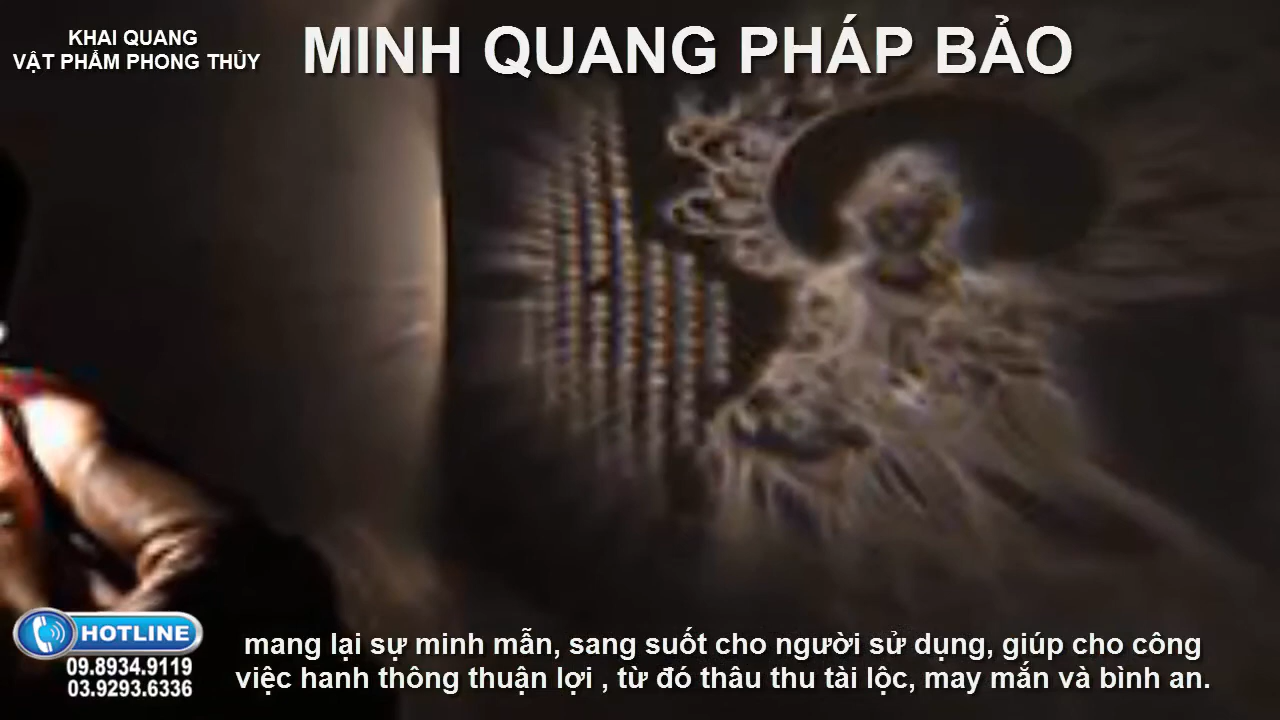 KHAI QUANG
VẬT PHẨM PHONG THỦY
MINH QUANG PHÁP BẢO
HOTLINE
09.8934.9119
03.9293.6336
mang lại sự minh mẫn, sang suốt cho người sử dụng, giúp cho công
việc hanh thông thuận lợi , từ đó thâu thu tài lộc, may mắn và bình an.